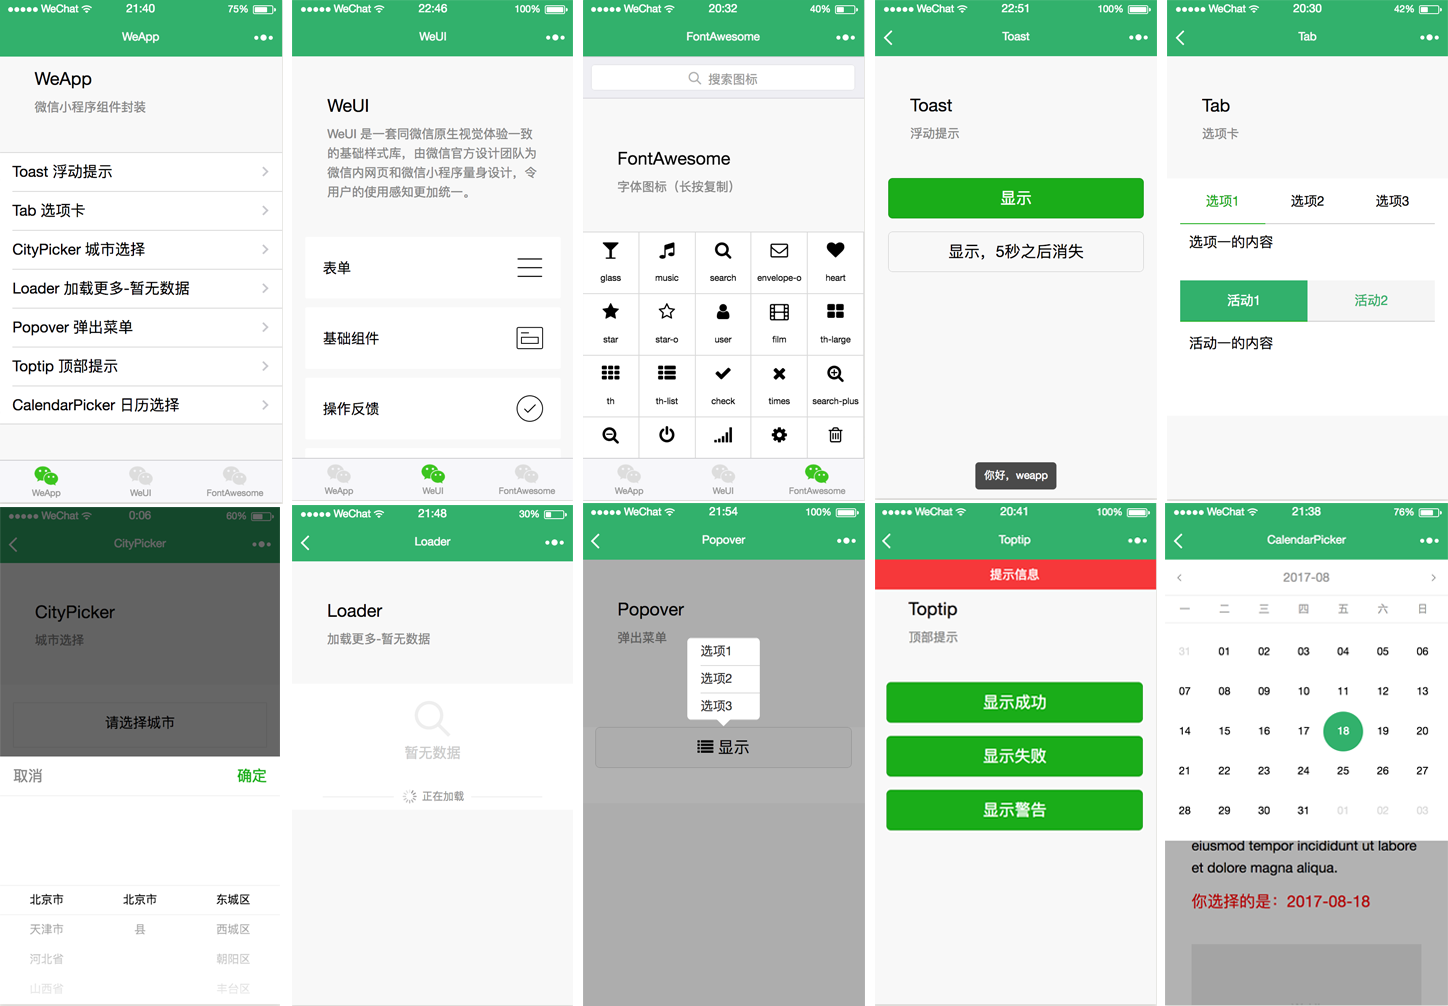 WeChat 21:40 75%
WeApp
WeApp
微信小程序组件封装
Toast 浮动提示
Tab 选项卡
CityPicker 城市选择
Loader 加载更多-暂无数据
Popover 弹出菜单
Toptip 顶部提示
CalendarPicker 日历选择
WeApp WeUI FontAwesome
WeChat 22:46 100%
WeUI
WeUI
WeUI 是一套同微信原生视觉体验一致
的基础样式库，由微信官方设计团队为
微信内网页和微信小程序量身设计，令
用户的使用感知更加统一。
表单
基础组件
操作反馈
WeApp WeUI FontAwesome
WeChat 20:32 40%
FontAwesome
搜索图标
FontAwesome
字体图标（长按复制）
glass music search envelope-o heart
star star-o user film th-large
th th-list check times search-plus
WeApp WeUI FontAwesome
WeChat 22:51 100%
Toast
Toast
浮动提示
显示
显示，5秒之后消失
你好，weapp
WeChat 20:30 42%
Tab
Tab
选项卡
选项1 选项2 选项3
选项一的内容
活动1 活动2
活动一的内容
WeChat 0:06 60%
CityPicker
CityPicker
城市选择
请选择城市
取消 确定
北京市 北京市 东城区
天津市 县 西城区
河北省 朝阳区
山西省 丰台区
WeChat 21:48 30%
Loader
Loader
加载更多-暂无数据
暂无数据
正在加载
WeChat 21:54 100%
Popover
Popover
弹出菜单
选项1
选项2
选项3
显示
WeChat 20:41 100%
Toptip
提示信息
Toptip
顶部提示
显示成功
显示失败
显示警告
WeChat 21:38 76%
CalendarPicker
2017-08
一 二 三 四 五 六 日
31 01 02 03 04 05 06
07 08 09 10 11 12 13
14 15 16 17 18 19 20
21 22 23 24 25 26 27
28 29 30 31 01 02 03
eiusmod tempor incididunt ut labore
et dolore magna aliqua.
你选择的是：2017-08-18